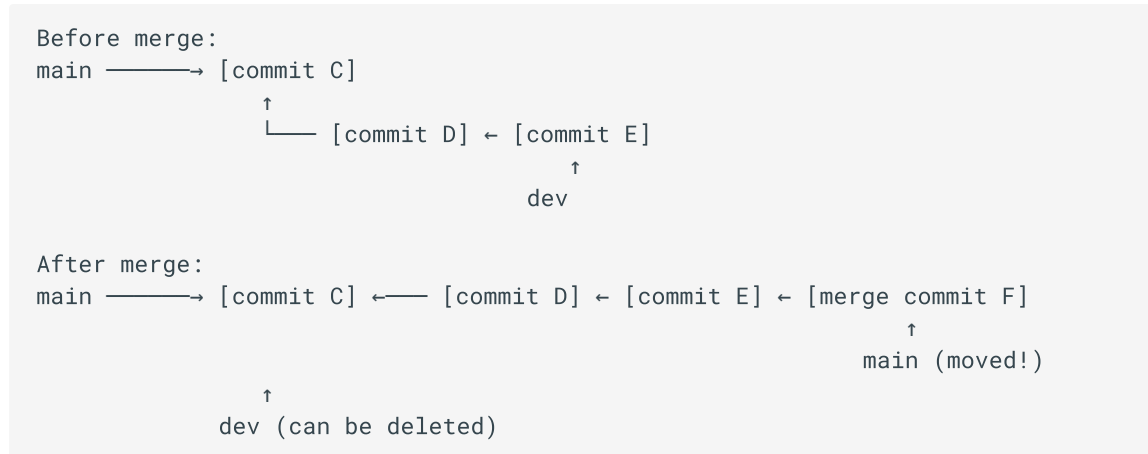 Before merge:
main ──────→ [commit C]
↑
└─── [commit D] ← [commit E]
↑
dev
After merge:
main ──────→ [commit C] ←─── [commit D] ← [commit E] ← [merge commit F]
↑
main (moved!)
↑
dev (can be deleted)